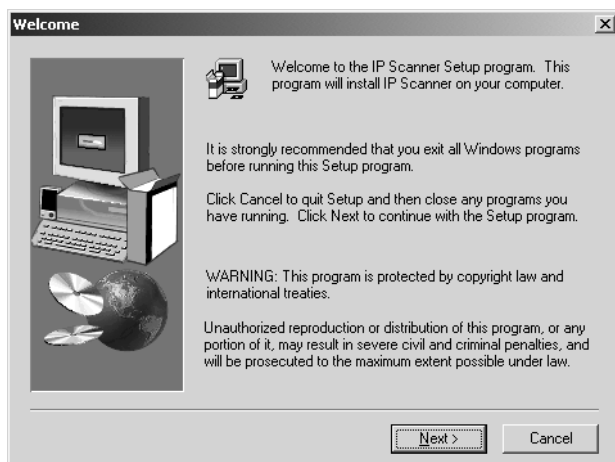 Welcome
Welcome to the IP Scanner Setup program. This
program will install IP Scanner on your computer.
It is strongly recommended that you exit all Windows programs
before running this Setup program.
Click Cancel to quit Setup and then close any programs you
have running. Click Next to continue with the Setup program.
WARNING: This program is protected by copyright law and
international treaties.
Unauthorized reproduction or distribution of this program, or any
portion of it, may result in severe civil and criminal penalties, and
will be prosecuted to the maximum extent possible under law.
Next >
Cancel